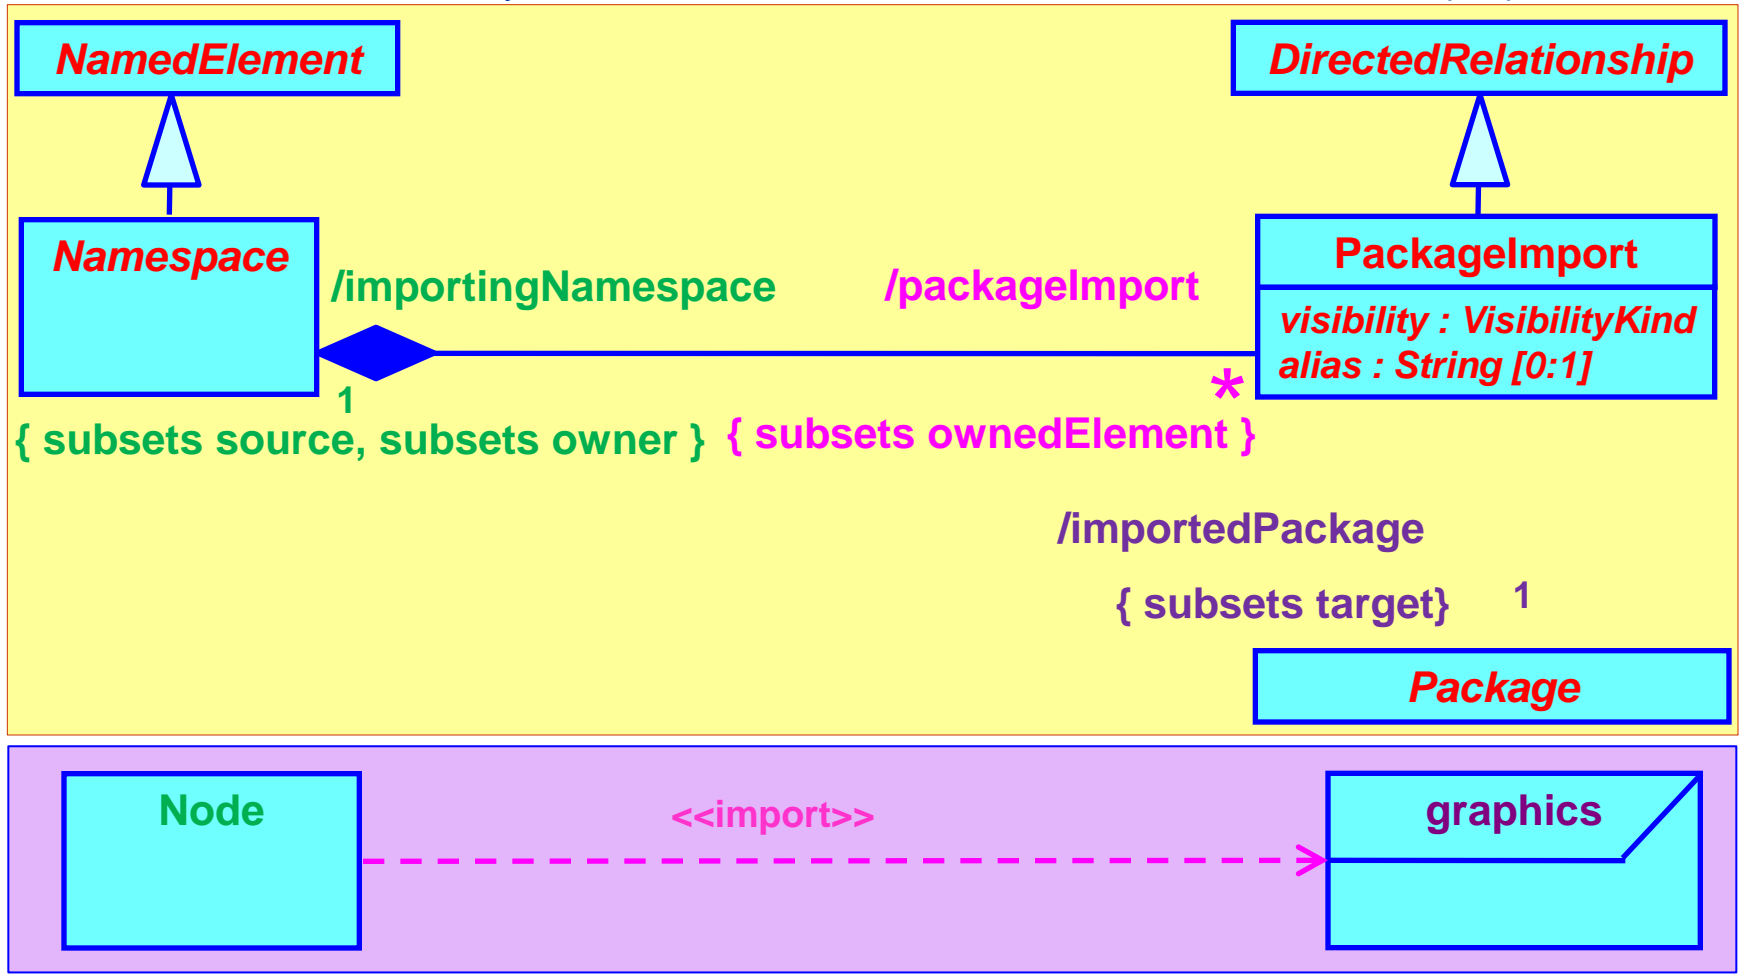 NamedElement
DirectedRelationship
Namespace
PackageImport
/importingNamespace
/packageImport
visibility : VisibilityKind
alias : String [0:1]
1
*
{ subsets source, subsets owner }
{ subsets ownedElement }
/importedPackage
{ subsets target}
1
Package
Node
<<import>>
graphics